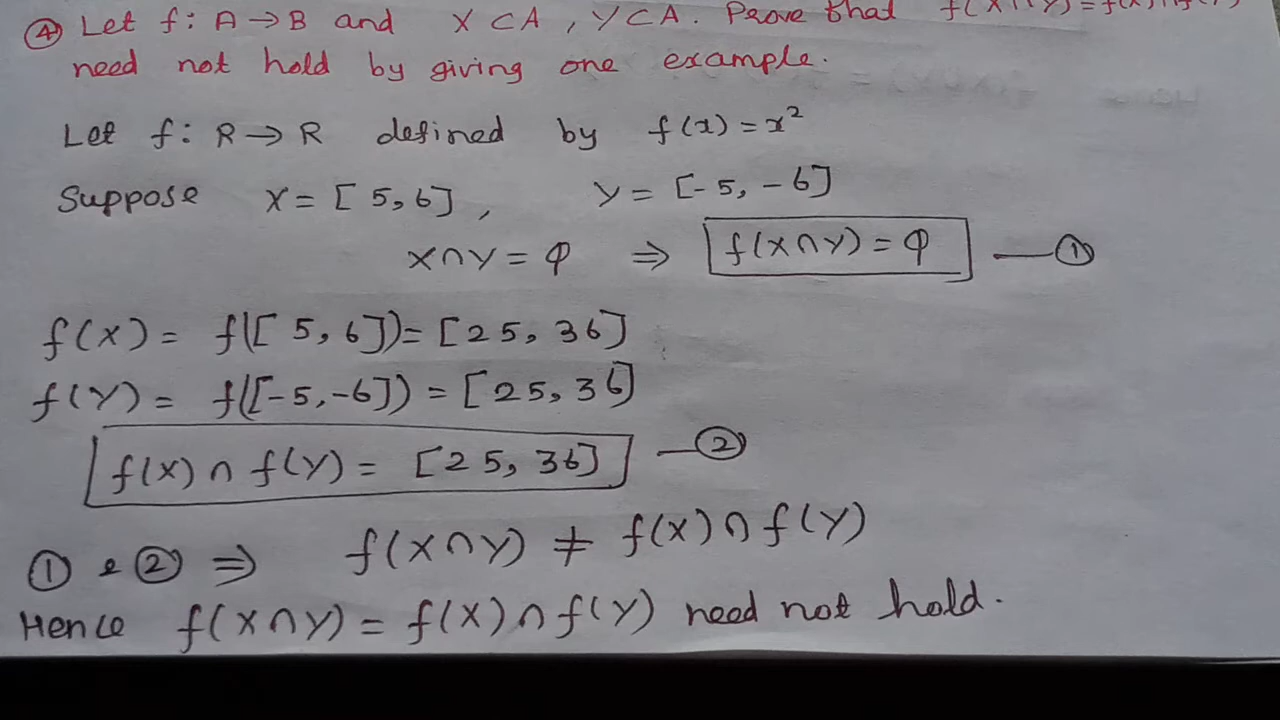 ④ Let f: A → B and X ⊂ A, Y ⊂ A. Prove that f(X∩Y) = f(X)∩f(Y)
need not hold by giving one example.
Let f: R → R defined by f(x) = x²
Suppose X = [5, 6], Y = [-5, -6]
X∩Y = φ ⇒ f(X∩Y) = φ — ①
f(X) = f([5, 6]) = [25, 36]
f(Y) = f([-5, -6]) = [25, 36]
f(X) ∩ f(Y) = [25, 36] — ②
① & ② ⇒ f(X∩Y) ≠ f(X) ∩ f(Y)
Hence f(X∩Y) = f(X) ∩ f(Y) need not hold.